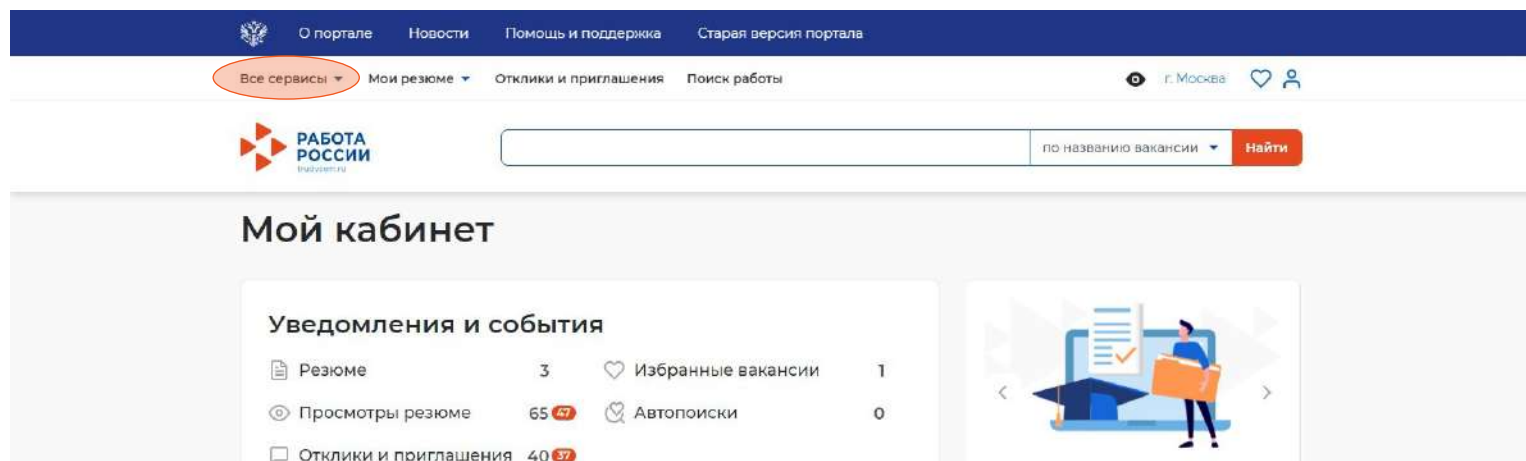 О портале Новости Помощь и поддержка Старая версия портала
Все сервисы Мои резюме Отклики и приглашения Поиск работы г. Москва
РАБОТА
РОССИИ
trudvsem.ru
по названию вакансии Найти
Мой кабинет
Уведомления и события
Резюме 3 Избранные вакансии 1
Просмотры резюме 65 47 Автопоиски 0
Отклики и приглашения 40 37